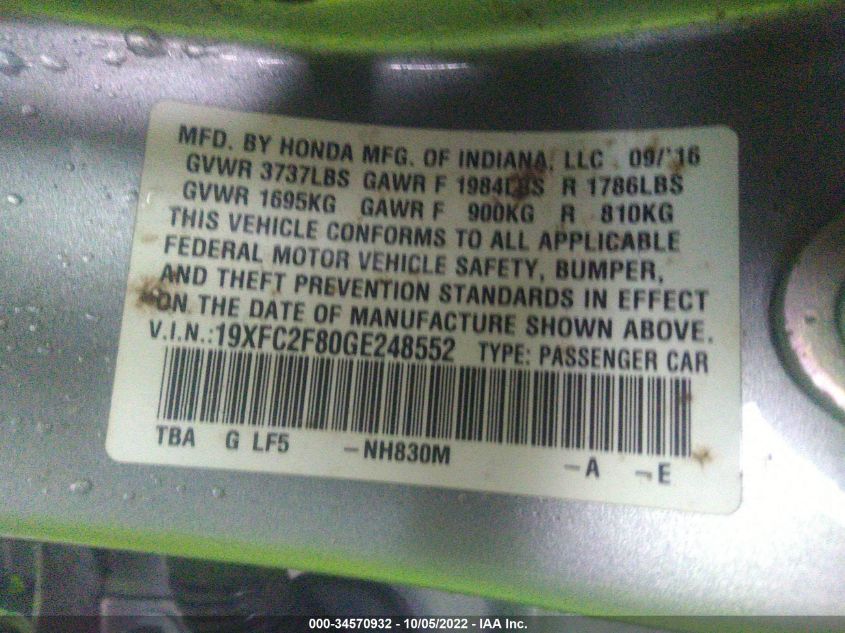 MFD. BY HONDA MFG. OF INDIANA, LLC 09/'16
GVWR 3737LBS GAWR F 1984LBS R 1786LBS
GVWR 1695KG GAWR F 900KG R 810KG
THIS VEHICLE CONFORMS TO ALL APPLICABLE
FEDERAL MOTOR VEHICLE SAFETY, BUMPER,
AND THEFT PREVENTION STANDARDS IN EFFECT
ON THE DATE OF MANUFACTURE SHOWN ABOVE.
V.I.N.:19XFC2F80GE248552 TYPE: PASSENGER CAR
TBA G LF5 -NH830M -A -E
000-34570932 - 10/05/2022 - IAA Inc.